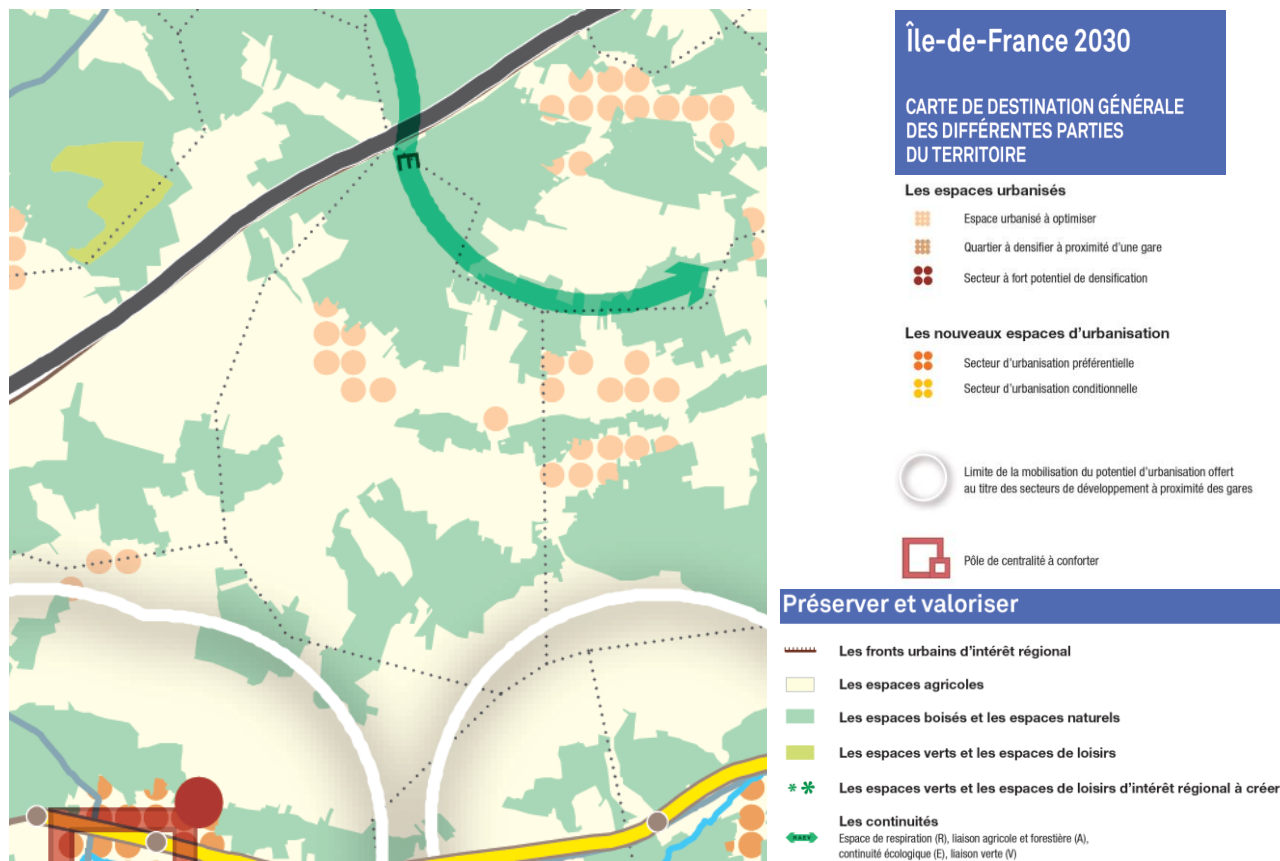 E
Île-de-France 2030
CARTE DE DESTINATION GÉNÉRALE
DES DIFFÉRENTES PARTIES
DU TERRITOIRE
Les espaces urbanisés
Espace urbanisé à optimiser
Quartier à densifier à proximité d'une gare
Secteur à fort potentiel de densification
Les nouveaux espaces d'urbanisation
Secteur d'urbanisation préférentielle
Secteur d'urbanisation conditionnelle
Limite de la mobilisation du potentiel d'urbanisation offert
au titre des secteurs de développement à proximité des gares
Pôle de centralité à conforter
Préserver et valoriser
Les fronts urbains d'intérêt régional
Les espaces agricoles
Les espaces boisés et les espaces naturels
Les espaces verts et les espaces de loisirs
Les espaces verts et les espaces de loisirs d'intérêt régional à créer
Les continuités
RAEV
Espace de respiration (R), liaison agricole et forestière (A),
continuité écologique (E), liaison verte (V)